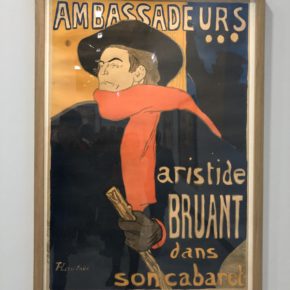 AMBASSADEURS
aristide
BRUANT
dans
son cabaret